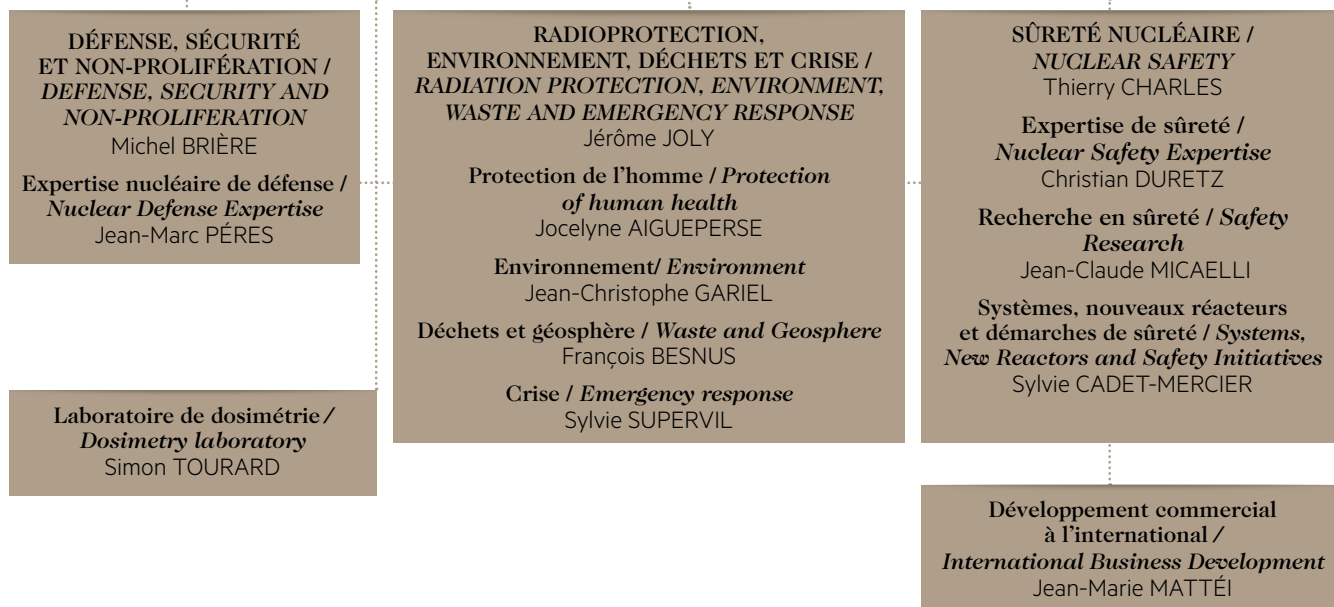 DÉFENSE, SÉCURITÉ
ET NON-PROLIFÉRATION /
DEFENSE, SECURITY AND
NON-PROLIFERATION
Michel BRIÈRE
Expertise nucléaire de défense /
Nuclear Defense Expertise
Jean-Marc PÉRES
Laboratoire de dosimétrie /
Dosimetry laboratory
Simon TOURARD
RADIOPROTECTION,
ENVIRONNEMENT, DÉCHETS ET CRISE /
RADIATION PROTECTION, ENVIRONMENT,
WASTE AND EMERGENCY RESPONSE
Jérôme JOLY
Protection de l’homme / Protection
of human health
Jocelyne AIGUEPERSE
Environnement/ Environment
Jean-Christophe GARIEL
Déchets et géosphère / Waste and Geosphere
François BESNUS
Crise / Emergency response
Sylvie SUPERVIL
SÛRETÉ NUCLÉAIRE /
NUCLEAR SAFETY
Thierry CHARLES
Expertise de sûreté /
Nuclear Safety Expertise
Christian DURETZ
Recherche en sûreté / Safety
Research
Jean-Claude MICAELLI
Systèmes, nouveaux réacteurs
et démarches de sûreté / Systems,
New Reactors and Safety Initiatives
Sylvie CADET-MERCIER
Développement commercial
à l’international /
International Business Development
Jean-Marie MATTÉI